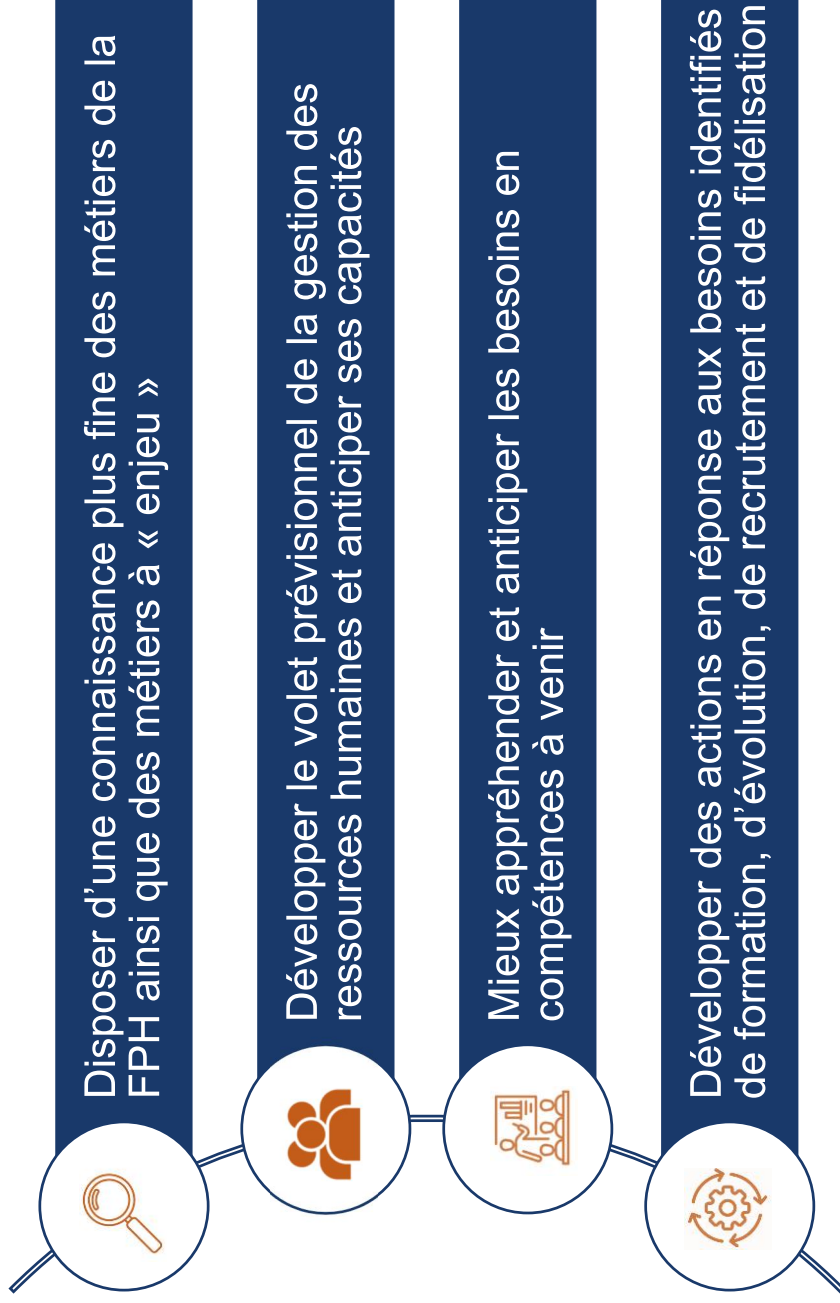 Disposer d’une connaissance plus fine des métiers de la
FPH ainsi que des métiers à « enjeu »
Développer le volet prévisionnel de la gestion des
ressources humaines et anticiper ses capacités
Mieux appréhender et anticiper les besoins en
compétences à venir
Développer des actions en réponse aux besoins identifiés
de formation, d’évolution, de recrutement et de fidélisation